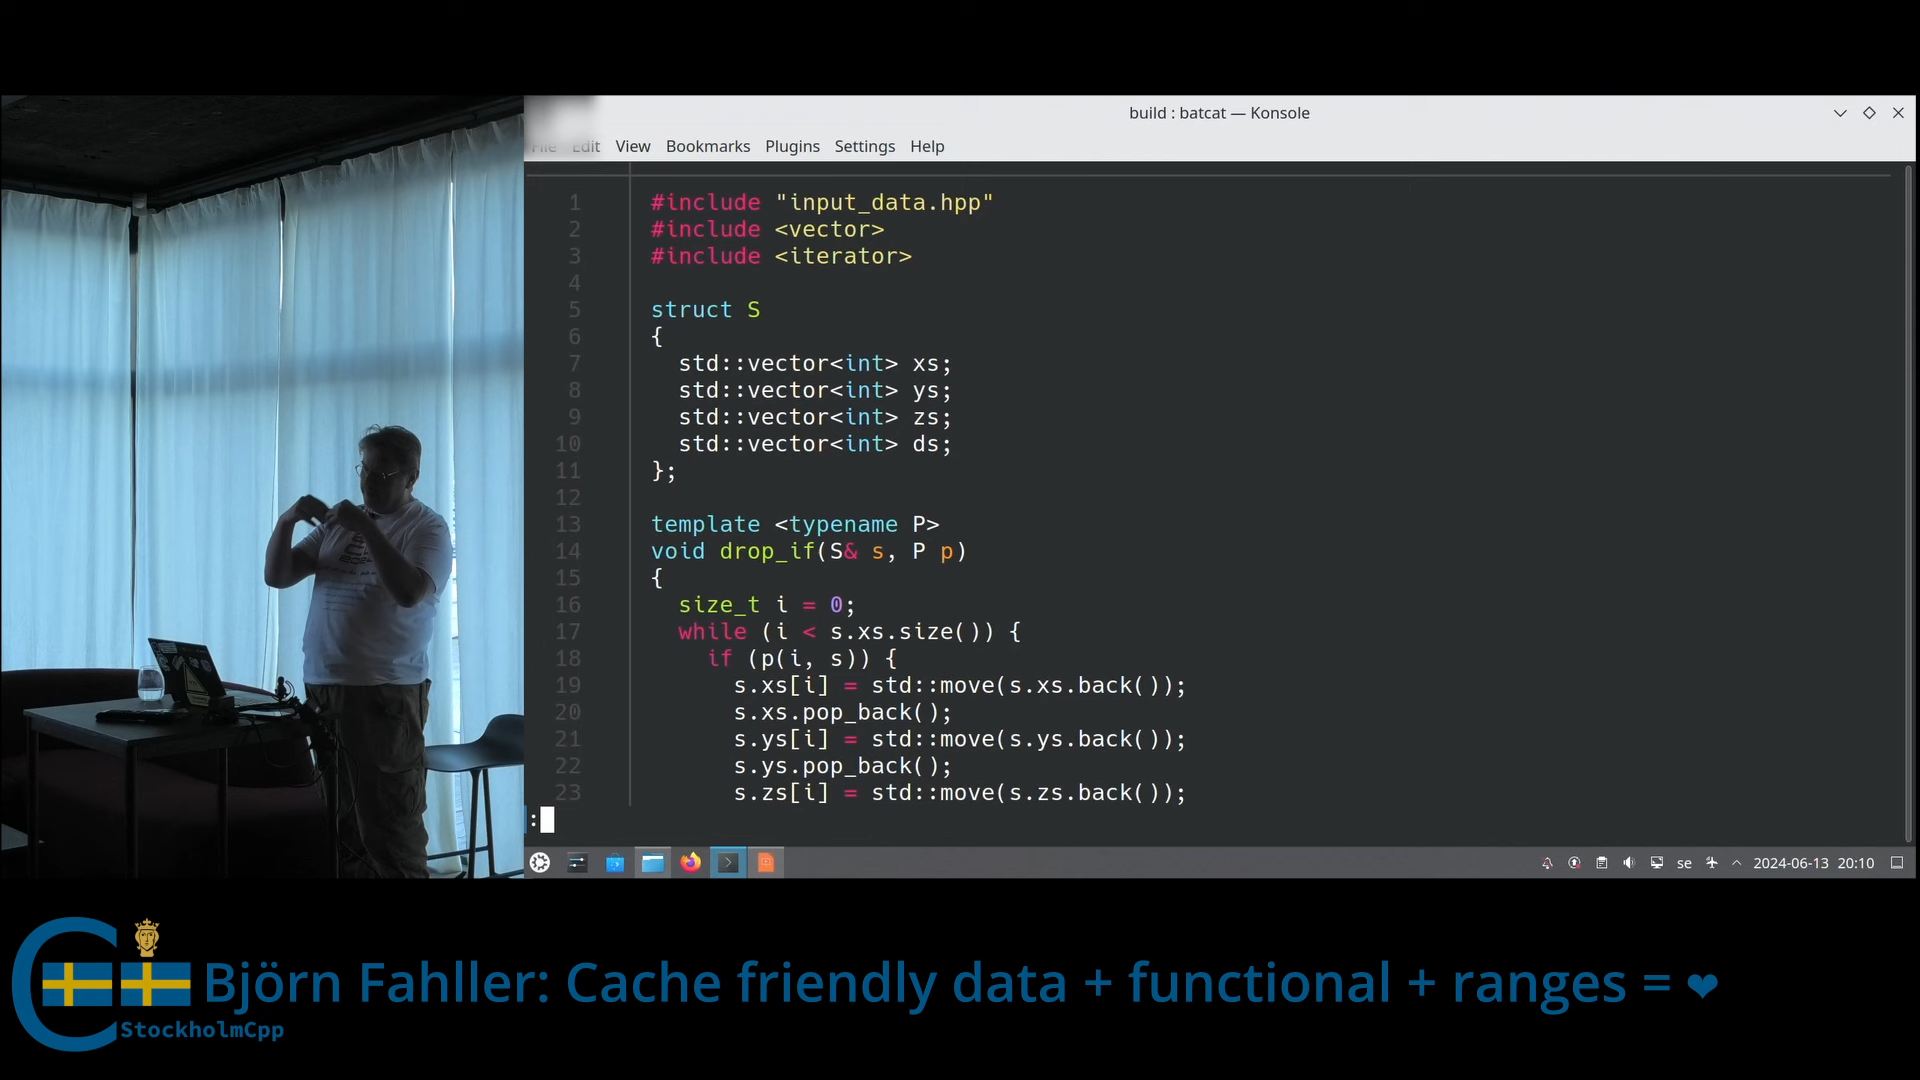 build : batcat — Konsole
File Edit View Bookmarks Plugins Settings Help
1 #include "input_data.hpp"
2 #include <vector>
3 #include <iterator>
4
5 struct S
6 {
7 std::vector<int> xs;
8 std::vector<int> ys;
9 std::vector<int> zs;
10 std::vector<int> ds;
11 };
12
13 template <typename P>
14 void drop_if(S& s, P p)
15 {
16 size_t i = 0;
17 while (i < s.xs.size()) {
18 if (p(i, s)) {
19 s.xs[i] = std::move(s.xs.back());
20 s.xs.pop_back();
21 s.ys[i] = std::move(s.ys.back());
22 s.ys.pop_back();
23 s.zs[i] = std::move(s.zs.back());
:
se 2024-06-13 20:10
Björn Fahller: Cache friendly data + functional + ranges = ❤
StockholmCpp